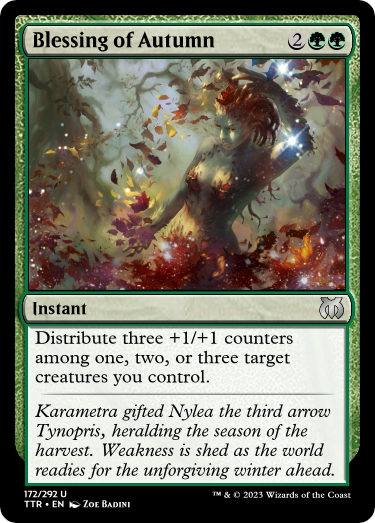 Blessing of Autumn 2
Instant
Distribute three +1/+1 counters
among one, two, or three target
creatures you control.
Karametra gifted Nylea the third arrow
Tynopris, heralding the season of the
harvest. Weakness is shed as the world
readies for the unforgiving winter ahead.
172/292 U
TTR • EN Zoe Badini ™ & © 2023 Wizards of the Coast